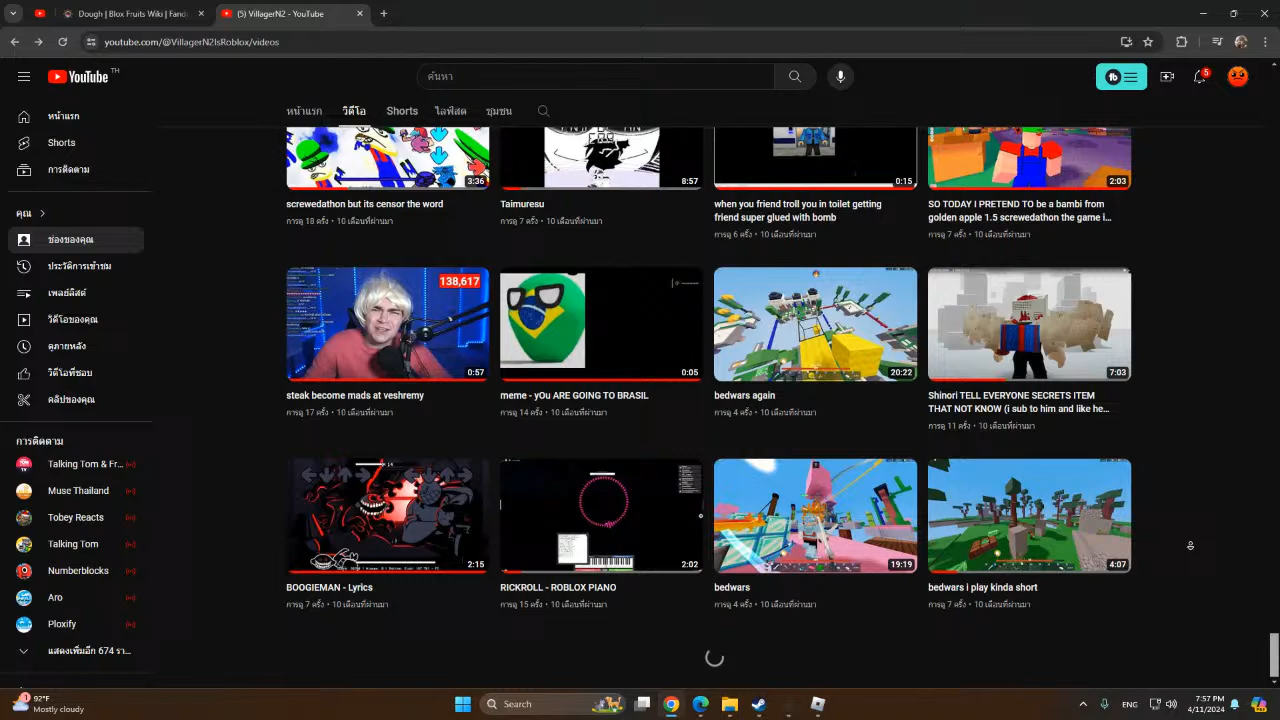 Dough | Blox Fruits Wiki | Fand
(5) VillagerN2 - YouTube
youtube.com/@VillagerN2IsRoblox/videos
YouTube TH
ค้นหา
5
หน้าแรก
วิดีโอ
Shorts
ไลฟ์สด
ชุมชน
หน้าแรก
Shorts
การติดตาม
คุณ
ช่องของคุณ
ประวัติการเข้าชม
เพลย์ลิสต์
วิดีโอของคุณ
ดูภายหลัง
วิดีโอที่ชอบ
คลิปของคุณ
การติดตาม
Talking Tom & Fr...
Muse Thailand
Tobey Reacts
Talking Tom
Numberblocks
Aro
Ploxify
แสดงเพิ่มอีก 674 รา...
3:36
8:57
0:15
2:03
screwedathon but its censor the word
การดู 18 ครั้ง • 10 เดือนที่ผ่านมา
Taimuresu
การดู 7 ครั้ง • 10 เดือนที่ผ่านมา
when you friend troll you in toilet getting
friend super glued with bomb
การดู 6 ครั้ง • 10 เดือนที่ผ่านมา
SO TODAY I PRETEND TO be a bambi from
golden apple 1.5 screwedathon the game i...
การดู 7 ครั้ง • 10 เดือนที่ผ่านมา
138,617
0:57
0:05
20:22
7:03
steak become mads at veshremy
การดู 17 ครั้ง • 10 เดือนที่ผ่านมา
meme - yOu ARE GOING TO BRASIL
การดู 14 ครั้ง • 10 เดือนที่ผ่านมา
bedwars again
การดู 4 ครั้ง • 10 เดือนที่ผ่านมา
Shinori TELL EVERYONE SECRETS ITEM
THAT NOT KNOW (i sub to him and like he...
การดู 11 ครั้ง • 10 เดือนที่ผ่านมา
2:15
2:02
19:19
4:07
BOOGIEMAN - Lyrics
การดู 7 ครั้ง • 10 เดือนที่ผ่านมา
RICKROLL - ROBLOX PIANO
การดู 15 ครั้ง • 10 เดือนที่ผ่านมา
bedwars
การดู 4 ครั้ง • 10 เดือนที่ผ่านมา
bedwars i play kinda short
การดู 7 ครั้ง • 10 เดือนที่ผ่านมา
1
92°F
Mostly cloudy
Search
ENG
7:57 PM
4/11/2024